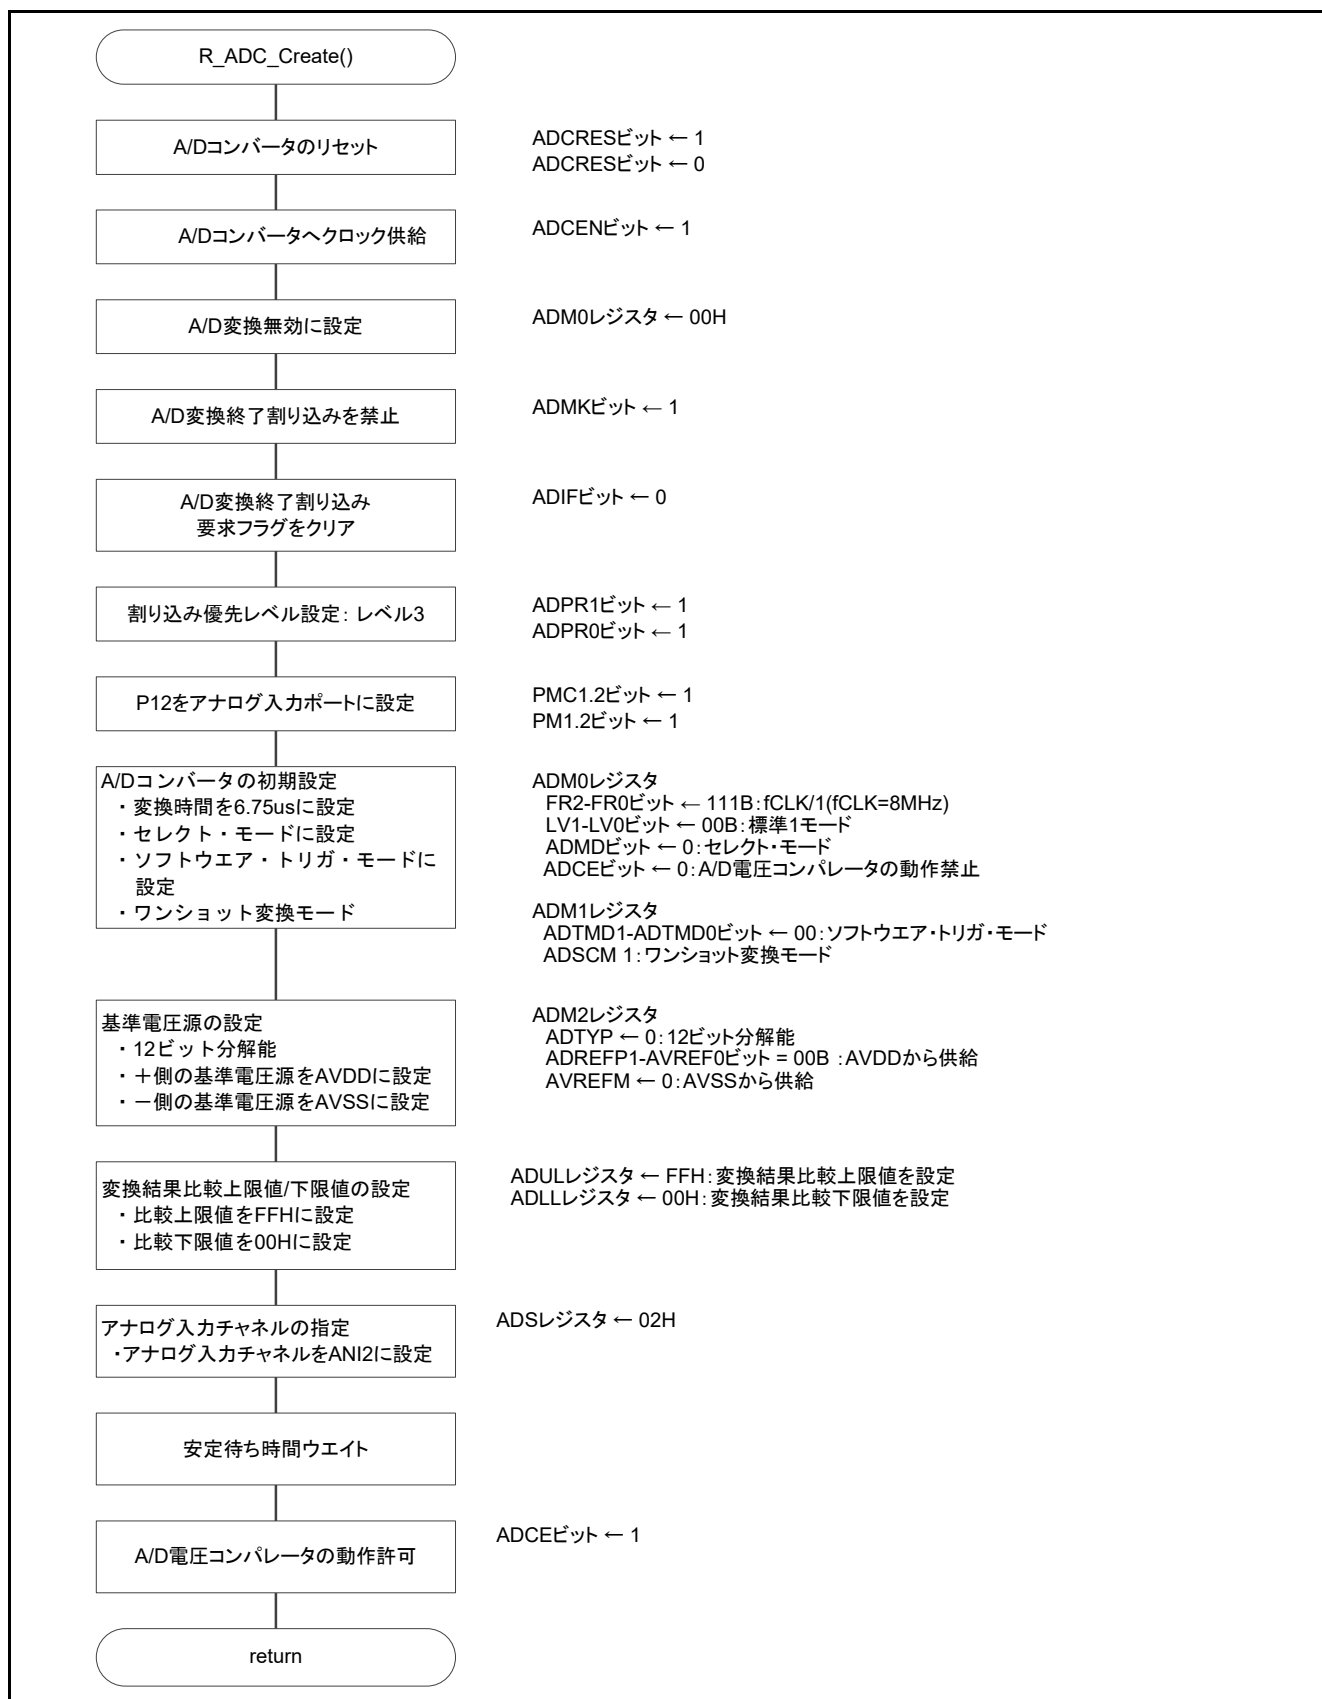 R_ADC_Create()
A/Dコンバータのリセット
ADCRESビット ← 1
ADCRESビット ← 0
A/Dコンバータへクロック供給
ADCENビット ← 1
A/D変換無効に設定
ADM0レジスタ ← 00H
A/D変換終了割り込みを禁止
ADMKビット ← 1
A/D変換終了割り込み
要求フラグをクリア
ADIFビット ← 0
割り込み優先レベル設定: レベル3
ADPR1ビット ← 1
ADPR0ビット ← 1
P12をアナログ入力ポートに設定
PMC1.2ビット ← 1
PM1.2ビット ← 1
A/Dコンバータの初期設定
・変換時間を6.75usに設定
・セレクト・モードに設定
・ソフトウエア・トリガ・モードに
設定
・ワンショット変換モード
ADM0レジスタ
FR2-FR0ビット ← 111B:fCLK/1(fCLK=8MHz)
LV1-LV0ビット ← 00B:標準1モード
ADMDビット ← 0:セレクト・モード
ADCEビット ← 0:A/D電圧コンパレータの動作禁止
ADM1レジスタ
ADTMD1-ADTMD0ビット ← 00:ソフトウエア・トリガ・モード
ADSCM 1:ワンショット変換モード
基準電圧源の設定
・12ビット分解能
・＋側の基準電圧源をAVDDに設定
・－側の基準電圧源をAVSSに設定
ADM2レジスタ
ADTYP ← 0:12ビット分解能
ADREFP1-AVREF0ビット = 00B :AVDDから供給
AVREFM ← 0:AVSSから供給
変換結果比較上限値/下限値の設定
・比較上限値をFFHに設定
・比較下限値を00Hに設定
ADULレジスタ ← FFH:変換結果比較上限値を設定
ADLLレジスタ ← 00H:変換結果比較下限値を設定
アナログ入力チャネルの指定
・アナログ入力チャネルをANI2に設定
ADSレジスタ ← 02H
安定待ち時間ウエイト
A/D電圧コンパレータの動作許可
ADCEビット ← 1
return